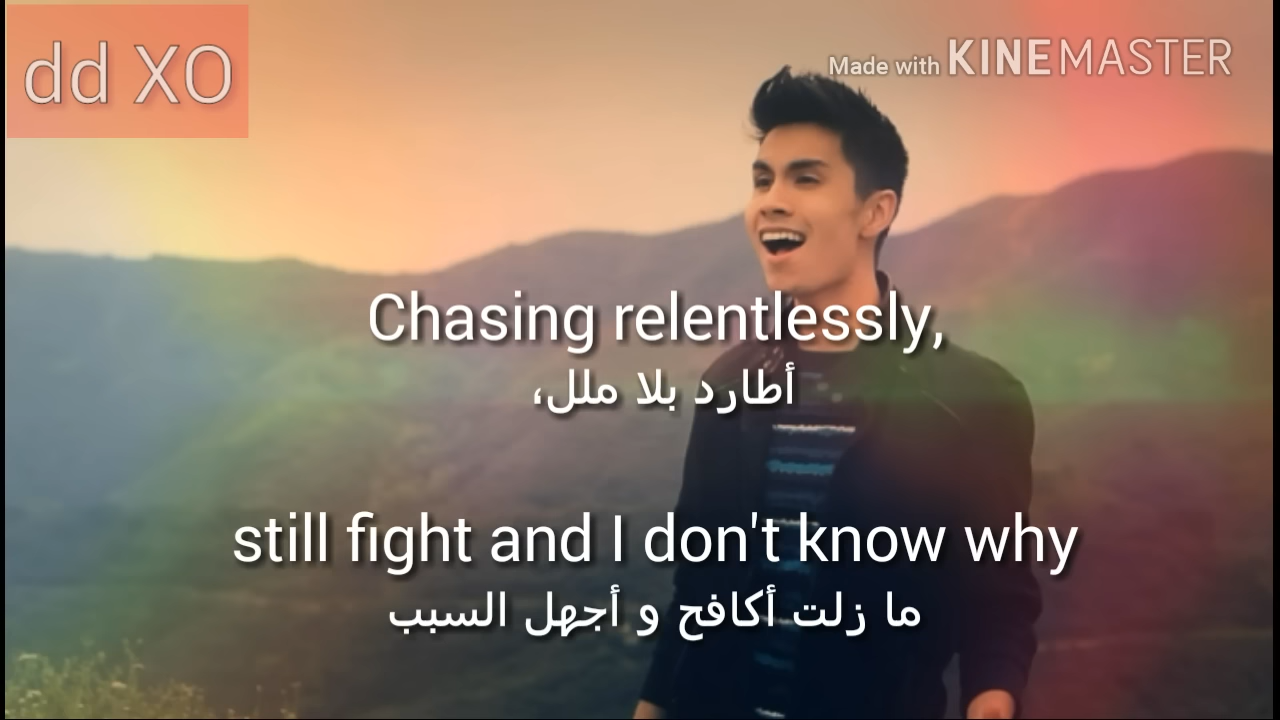 dd XO
Made with KINEMASTER
Chasing relentlessly,
أطارد بلا ملل،
still fight and I don't know why
ما زلت أكافح و أجهل السبب